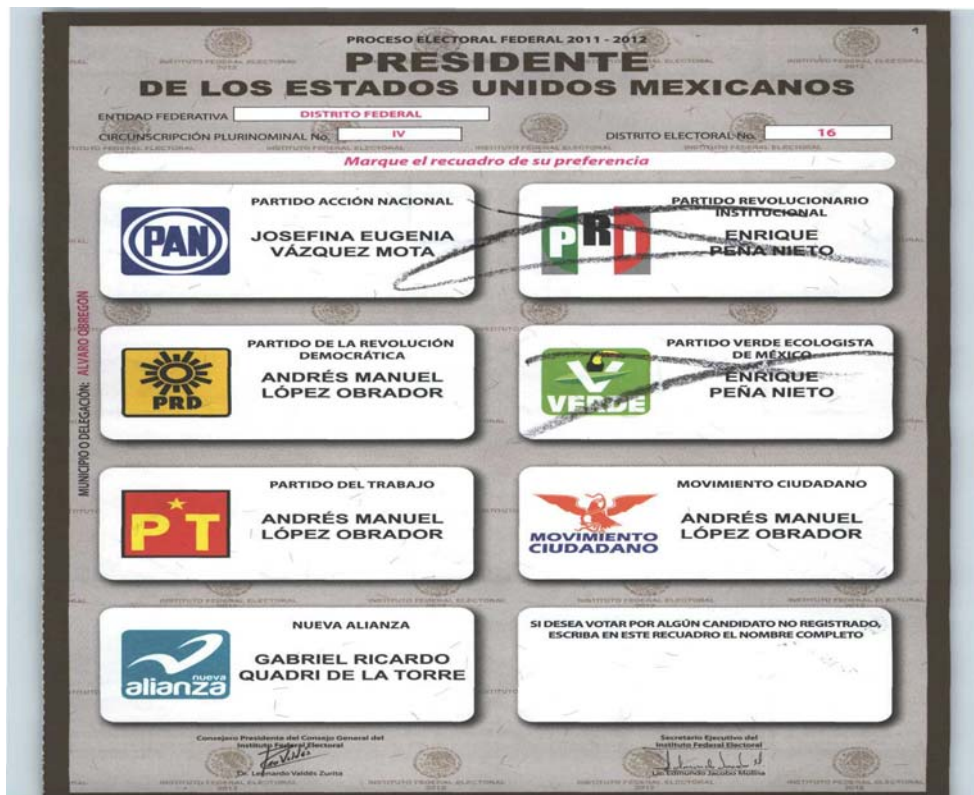 PROCESO ELECTORAL FEDERAL 2011 - 2012
4
PRESIDENTE
DE LOS ESTADOS UNIDOS MEXICANOS
ENTIDAD FEDERATIVA DISTRITO FEDERAL
CIRCUNSCRIPCIÓN PLURINOMINAL No. IV
DISTRITO ELECTORAL No. 16
Marque el recuadro de su preferencia
MUNICIPIO O DELEGACIÓN: ALVARO OBREGON
PAN
PARTIDO ACCIÓN NACIONAL
JOSEFINA EUGENIA
VÁZQUEZ MOTA
PRI
PARTIDO REVOLUCIONARIO
INSTITUCIONAL
ENRIQUE
PEÑA NIETO
PRD
PARTIDO DE LA REVOLUCIÓN
DEMOCRÁTICA
ANDRÉS MANUEL
LÓPEZ OBRADOR
VERDE
PARTIDO VERDE ECOLOGISTA
DE MÉXICO
ENRIQUE
PEÑA NIETO
PT
PARTIDO DEL TRABAJO
ANDRÉS MANUEL
LÓPEZ OBRADOR
MOVIMIENTO
CIUDADANO
MOVIMIENTO CIUDADANO
ANDRÉS MANUEL
LÓPEZ OBRADOR
nueva
alianza
NUEVA ALIANZA
GABRIEL RICARDO
QUADRI DE LA TORRE
SI DESEA VOTAR POR ALGÚN CANDIDATO NO REGISTRADO,
ESCRIBA EN ESTE RECUADRO EL NOMBRE COMPLETO
Consejero Presidente del Consejo General del
Instituto Federal Electoral
Dr. Leonardo Valdés Zurita
Secretario Ejecutivo del
Instituto Federal Electoral
Lic. Edmundo Jacobo Molina